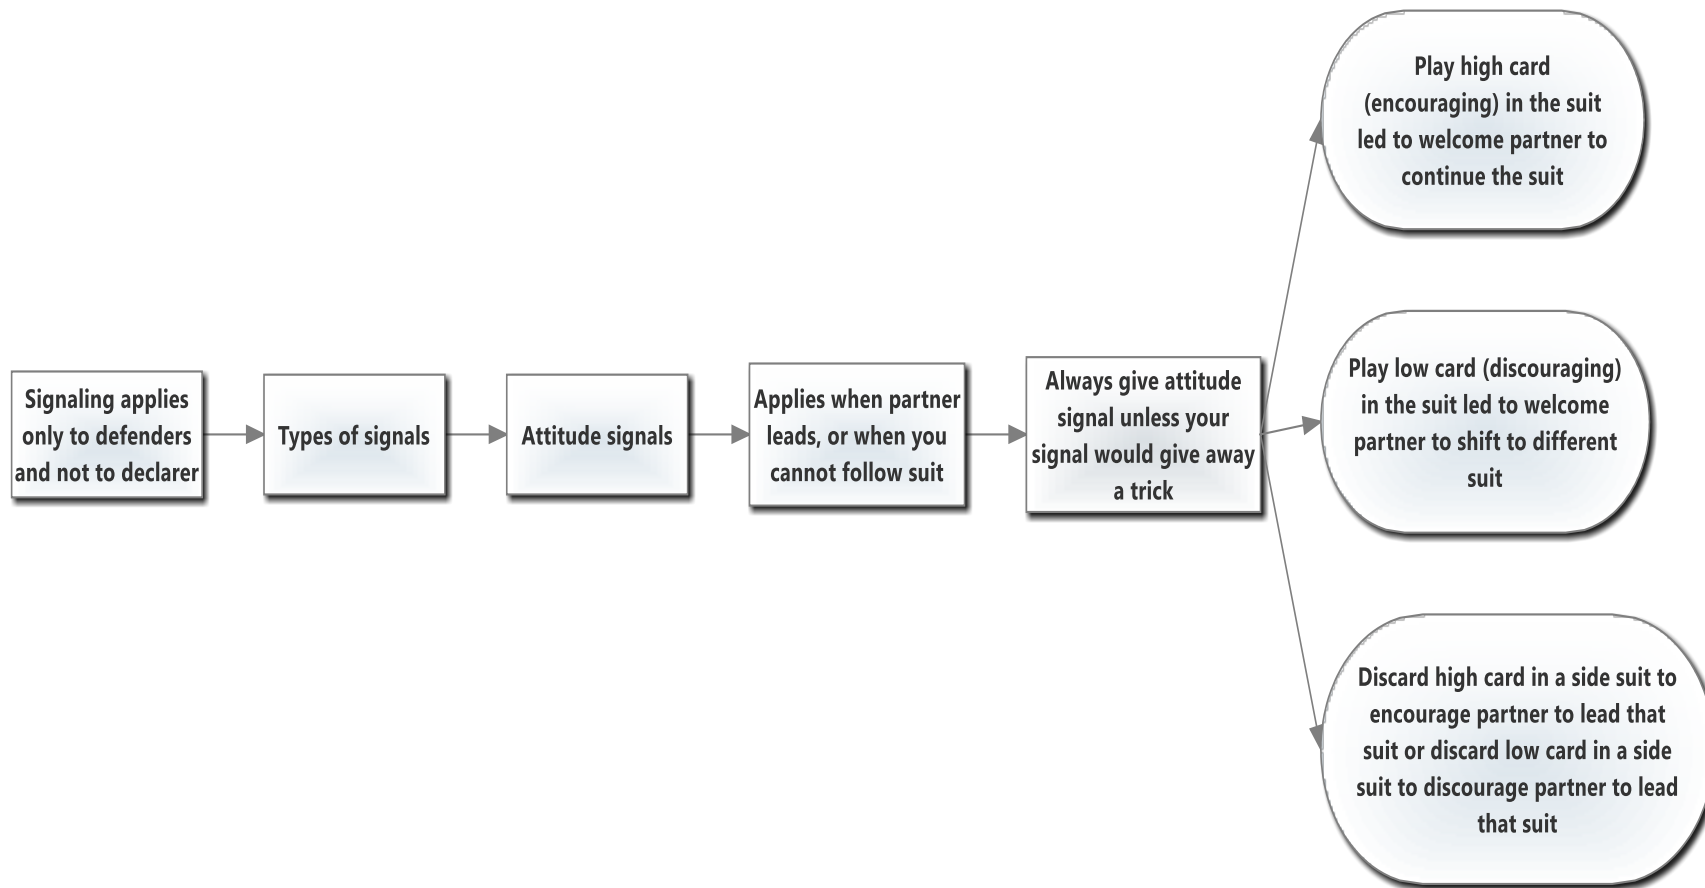 Signaling applies
only to defenders
and not to declarer
Types of signals
Attitude signals
Applies when partner
leads, or when you
cannot follow suit
Always give attitude
signal unless your
signal would give away
a trick
Play high card
(encouraging) in the suit
led to welcome partner to
continue the suit
Play low card (discouraging)
in the suit led to welcome
partner to shift to different
suit
Discard high card in a side suit to
encourage partner to lead that
suit or discard low card in a side
suit to discourage partner to lead
that suit